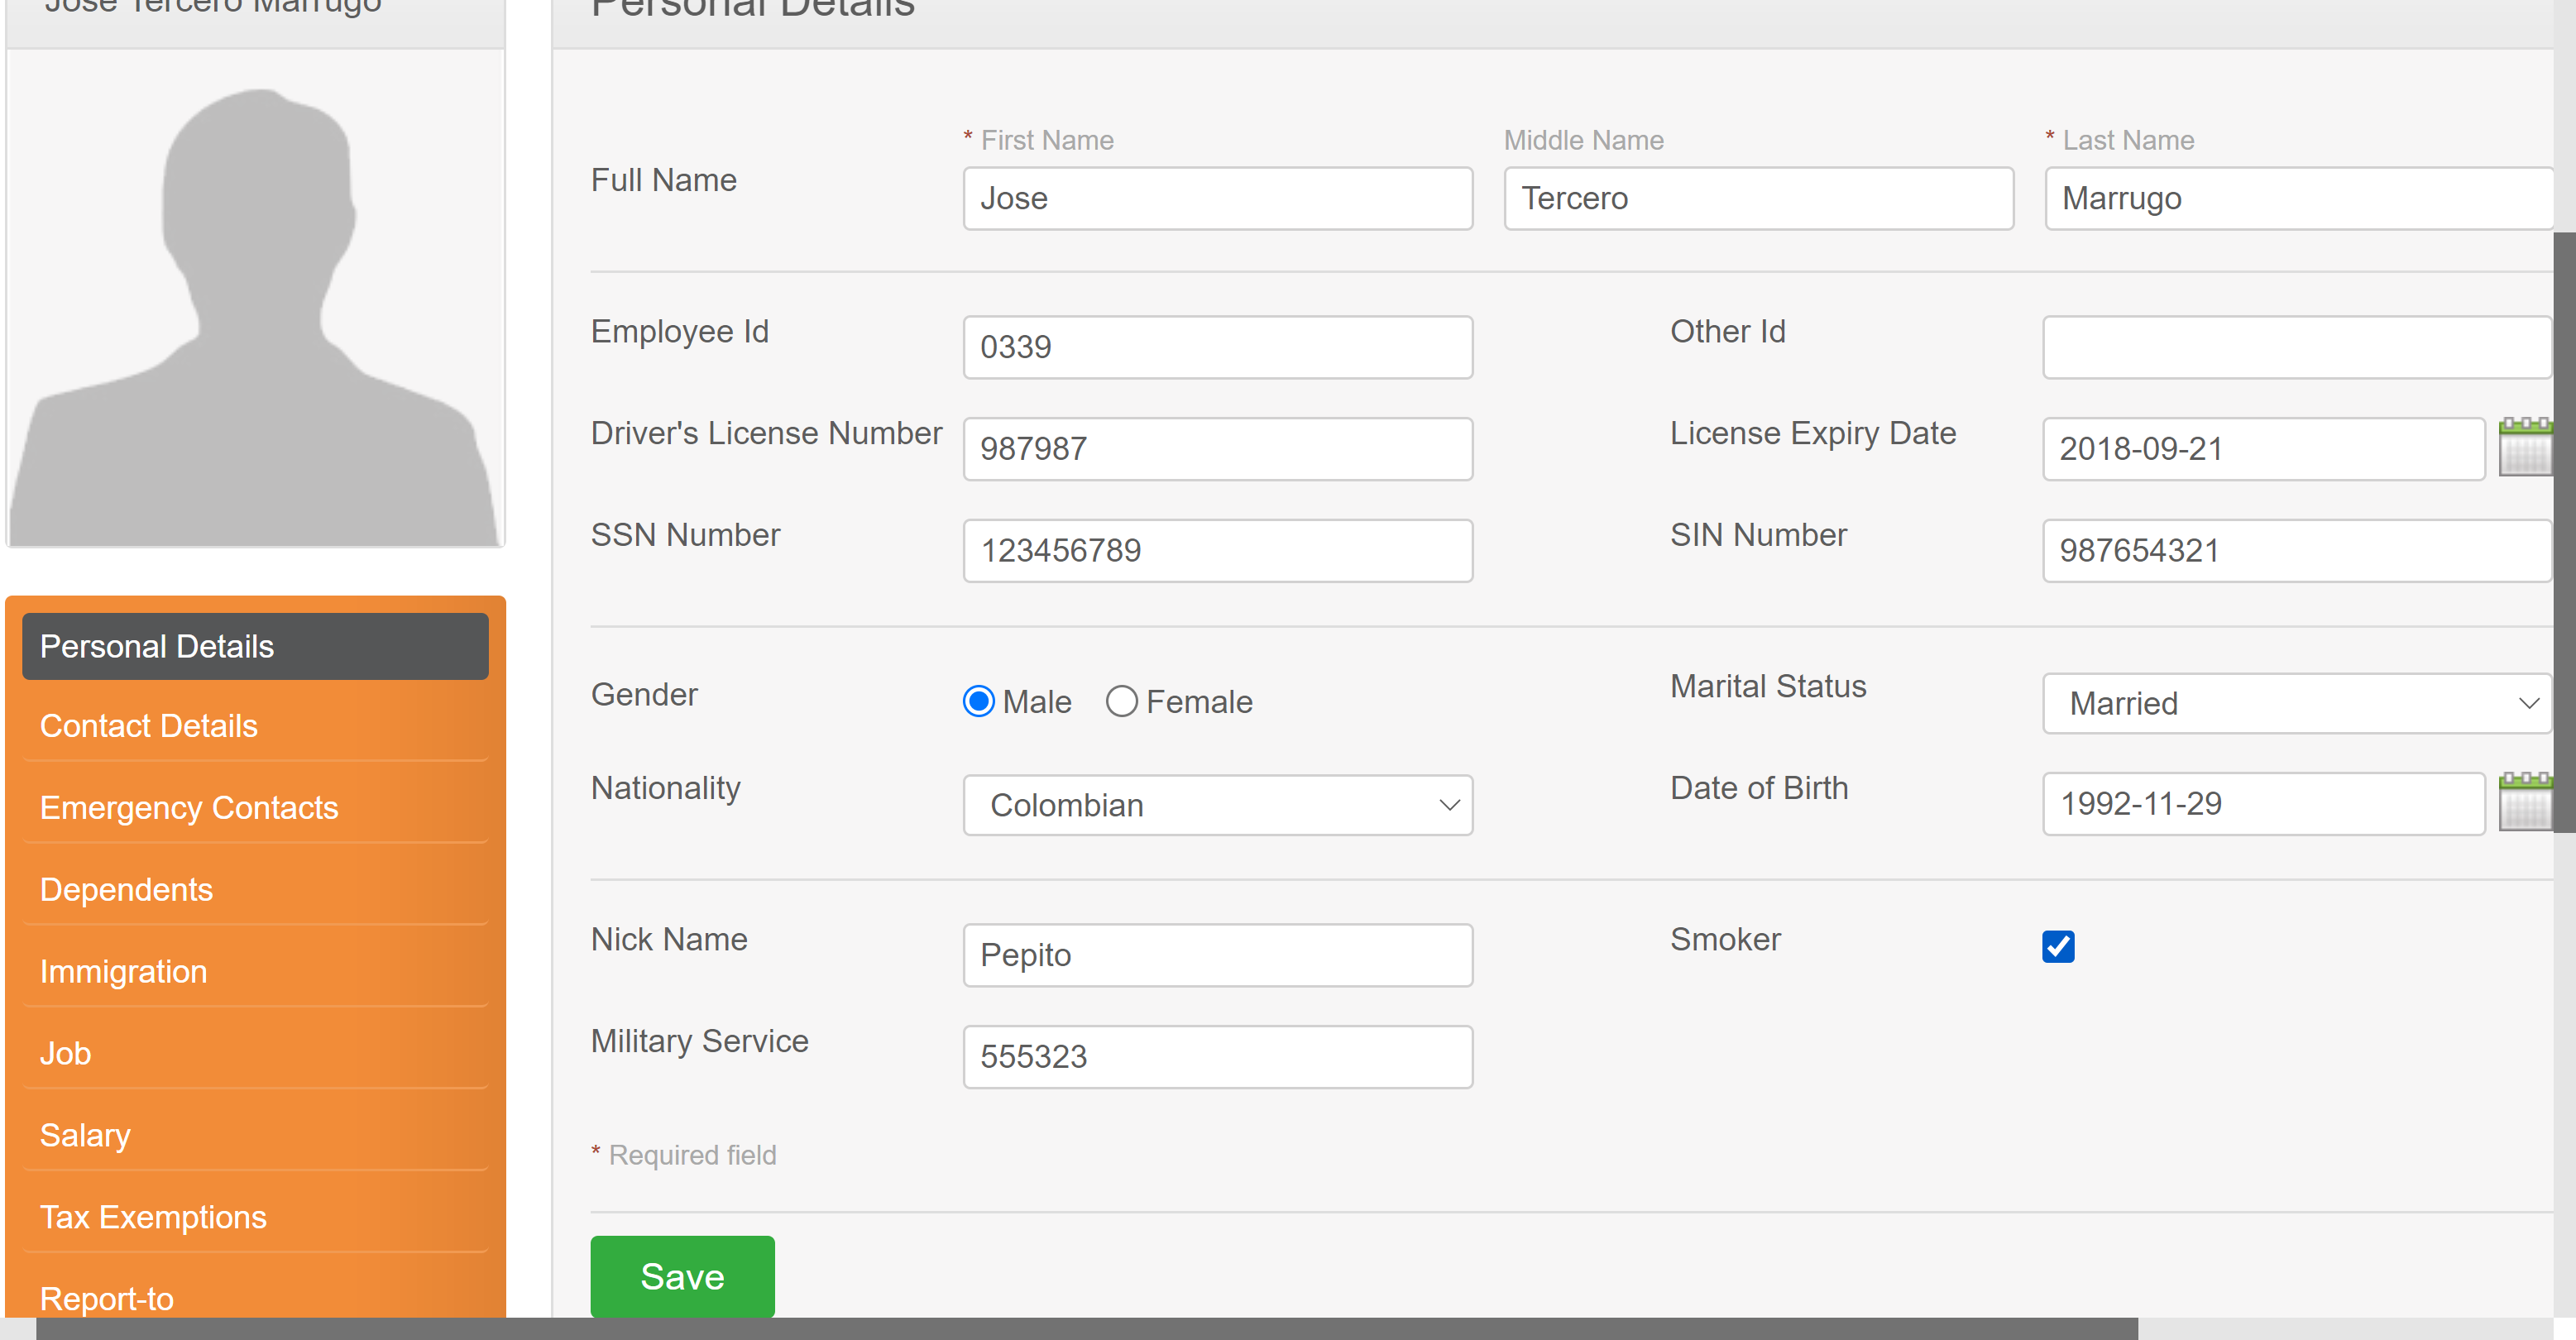 Jose Tercero Marrugo
Personal Details
* First Name
Middle Name
* Last Name
Full Name
Jose
Tercero
Marrugo
Employee Id
0339
Other Id
Driver's License Number
987987
License Expiry Date
2018-09-21
SSN Number
123456789
SIN Number
987654321
Gender
Male
Female
Marital Status
Married
Nationality
Colombian
Date of Birth
1992-11-29
Nick Name
Pepito
Smoker
Military Service
555323
* Required field
Save
Personal Details
Contact Details
Emergency Contacts
Dependents
Immigration
Job
Salary
Tax Exemptions
Report-to